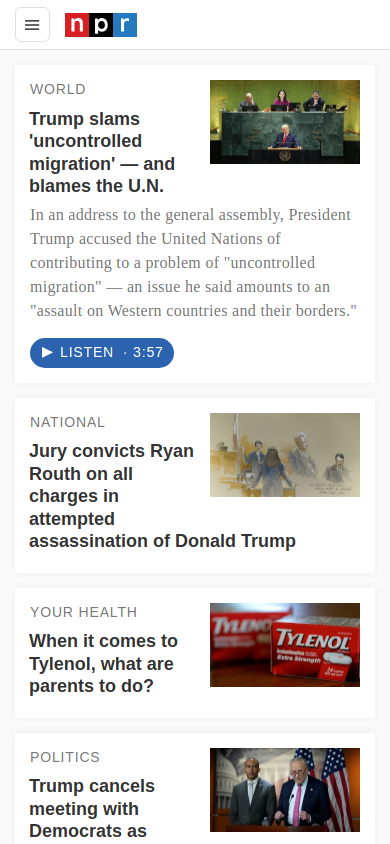 npr
WORLD
Trump slams
'uncontrolled
migration' — and
blames the U.N.
In an address to the general assembly, President
Trump accused the United Nations of
contributing to a problem of "uncontrolled
migration" — an issue he said amounts to an
"assault on Western countries and their borders."
LISTEN · 3:57
NATIONAL
Jury convicts Ryan
Routh on all
charges in
attempted
assassination of Donald Trump
YOUR HEALTH
When it comes to
Tylenol, what are
parents to do?
TYLENOL
TYLENOL
Extra Strength
POLITICS
Trump cancels
meeting with
Democrats as